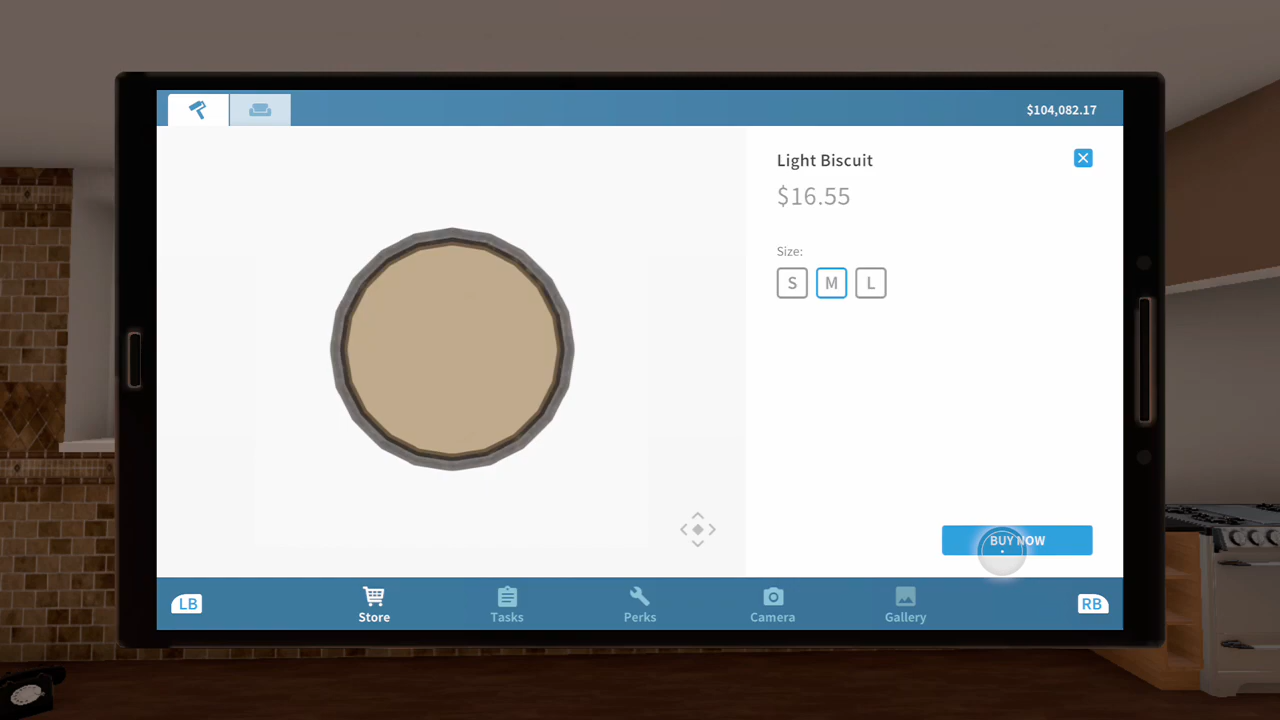 $104,082.17
Light Biscuit
$16.55
Size:
S M L
BUY NOW
LB Store Tasks Perks Camera Gallery RB